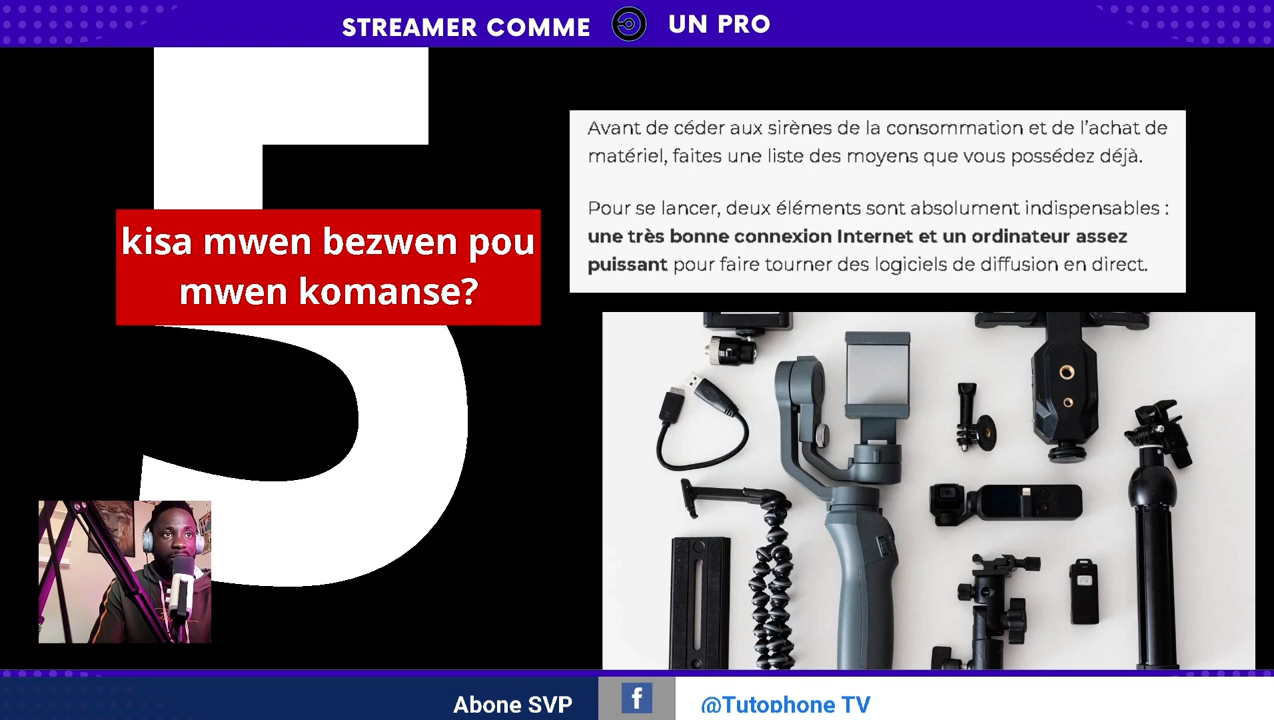 STREAMER COMME UN PRO
5
kisa mwen bezwen pou
mwen komanse?
Avant de céder aux sirènes de la consommation et de l'achat de
matériel, faites une liste des moyens que vous possédez déjà.
Pour se lancer, deux éléments sont absolument indispensables :
une très bonne connexion Internet et un ordinateur assez
puissant pour faire tourner des logiciels de diffusion en direct.
Abone SVP
f
@Tutophone TV